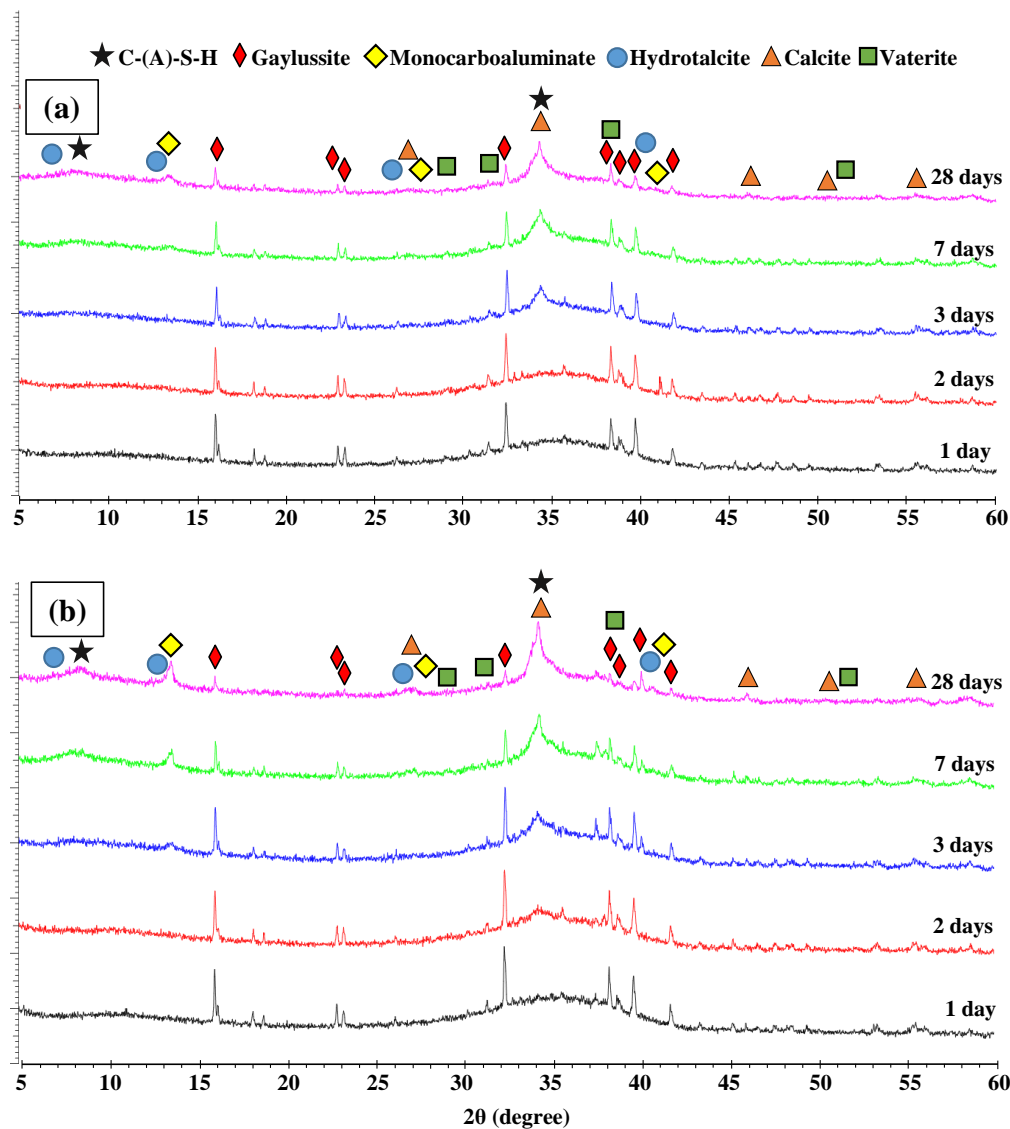 C-(A)-S-H Gaylussite Monocarboaluminate Hydrotalcite Calcite Vaterite
(a)
28 days
7 days
3 days
2 days
1 day
5 10 15 20 25 30 35 40 45 50 55 60
(b)
28 days
7 days
3 days
2 days
1 day
5 10 15 20 25 30 35 40 45 50 55 60
2θ (degree)